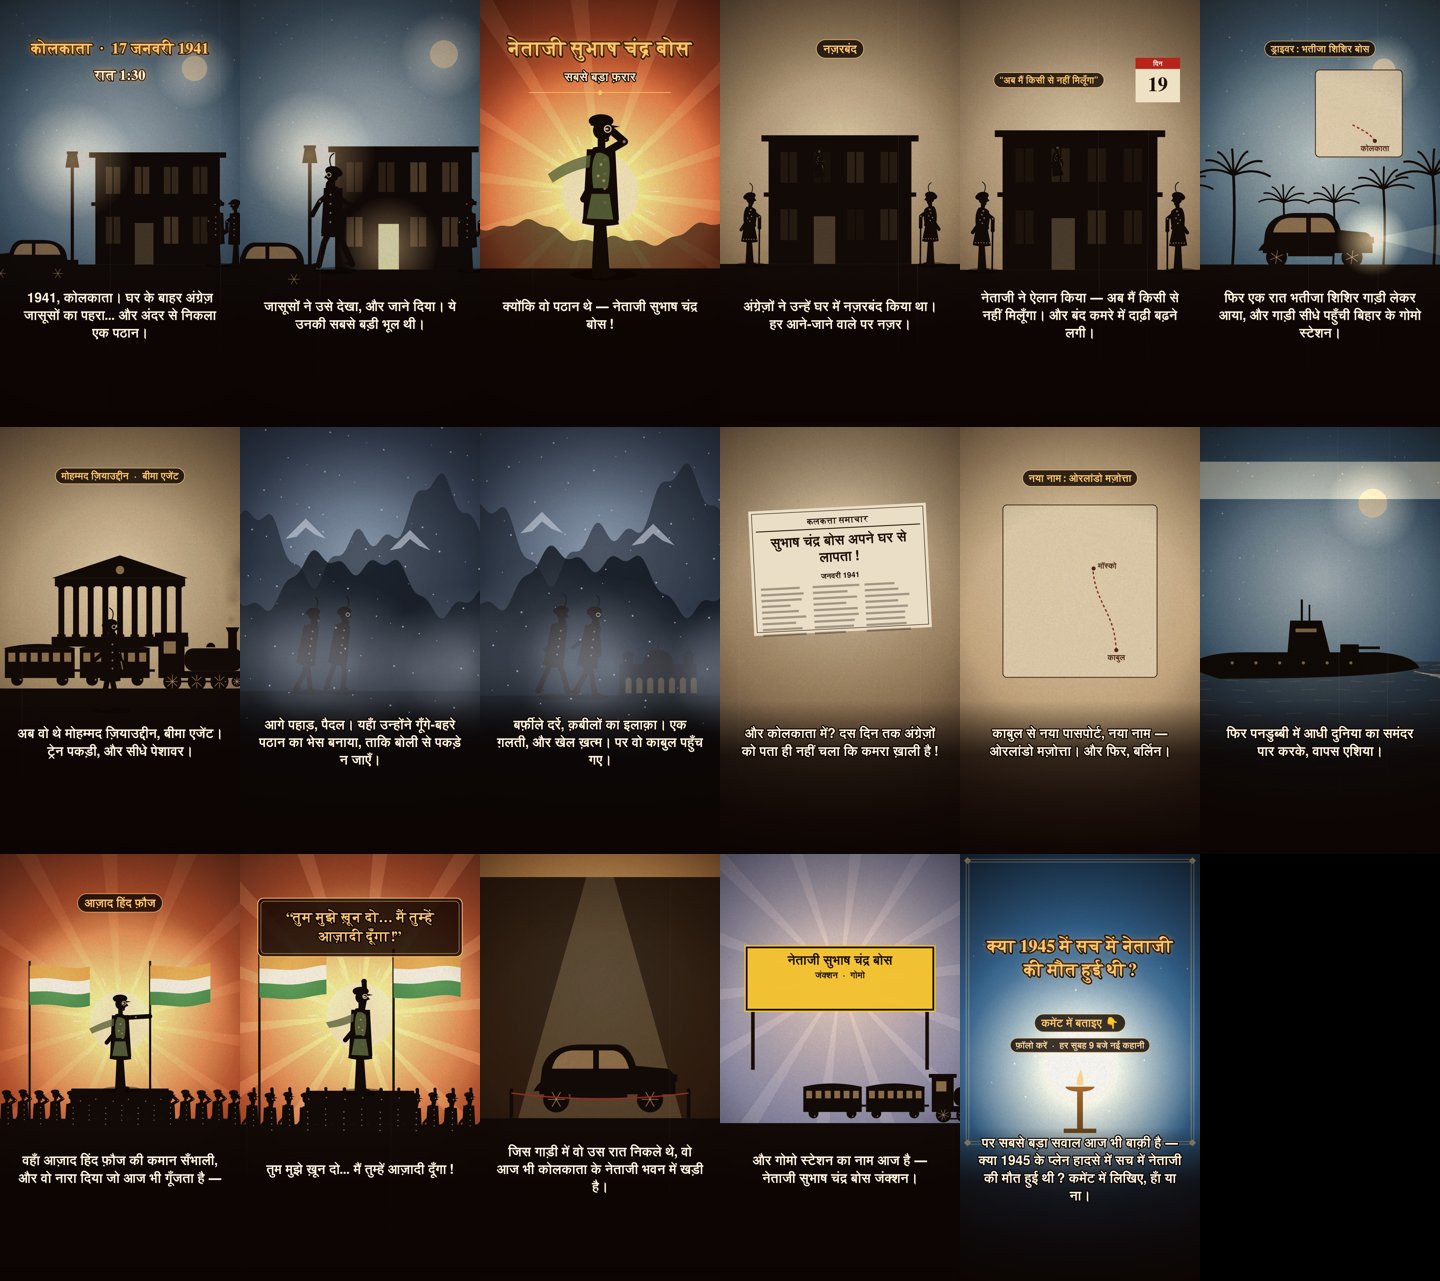 कोलकाता · 17 जनवरी 1941
रात 1:30
1941, कोलकाता। घर के बाहर अंग्रेज़
जासूसों का पहरा... और अंदर से निकला
एक पठान।
जासूसों ने उसे देखा, और जाने दिया। ये
उनकी सबसे बड़ी भूल थी।
नेताजी सुभाष चंद्र बोस
सबसे बड़ा फ़रार
क्योंकि वो पठान थे — नेताजी सुभाष चंद्र
बोस !
नज़रबंद
अंग्रेज़ों ने उन्हें घर में नज़रबंद किया था।
हर आने-जाने वाले पर नज़र।
"अब मैं किसी से नहीं मिलूँगा"
दिन
19
नेताजी ने ऐलान किया — अब मैं किसी से
नहीं मिलूँगा। और बंद कमरे में दाढ़ी बढ़ने
लगी।
ड्राइवर : भतीजा शिशिर बोस
कोलकाता
फिर एक रात भतीजा शिशिर गाड़ी लेकर
आया, और गाड़ी सीधे पहुँची बिहार के गोमो
स्टेशन।
मोहम्मद ज़ियाउद्दीन · बीमा एजेंट
अब वो थे मोहम्मद ज़ियाउद्दीन, बीमा एजेंट।
ट्रेन पकड़ी, और सीधे पेशावर।
आगे पहाड़, पैदल। यहाँ उन्होंने गूँगे-बहरे
पठान का भेस बनाया, ताकि बोली से पकड़े
न जाएँ।
बर्फ़ीले दर्रे, क़बीलों का इलाक़ा। एक
ग़लती, और खेल ख़त्म। पर वो काबुल पहुँच
गए।
कलकत्ता समाचार
सुभाष चंद्र बोस अपने घर से
लापता !
जनवरी 1941
और कोलकाता में? दस दिन तक अंग्रेज़ों
को पता ही नहीं चला कि कमरा ख़ाली है !
नया नाम : ओरलांडो मज़ोत्ता
मॉस्को
काबुल
काबुल से नया पासपोर्ट, नया नाम —
ओरलांडो मज़ोत्ता। और फिर, बर्लिन।
फिर पनडुब्बी में आधी दुनिया का समंदर
पार करके, वापस एशिया।
आज़ाद हिंद फ़ौज
वहाँ आज़ाद हिंद फ़ौज की कमान सँभाली,
और वो नारा दिया जो आज भी गूँजता है —
"तुम मुझे ख़ून दो... मैं तुम्हें
आज़ादी दूँगा !"
तुम मुझे ख़ून दो... मैं तुम्हें आज़ादी दूँगा !
जिस गाड़ी में वो उस रात निकले थे, वो
आज भी कोलकाता के नेताजी भवन में खड़ी
है।
नेताजी सुभाष चंद्र बोस
जंक्शन · गोमो
और गोमो स्टेशन का नाम आज है —
नेताजी सुभाष चंद्र बोस जंक्शन।
क्या 1945 में सच में नेताजी
की मौत हुई थी ?
कमेंट में बताइए 👇
फ़ॉलो करें · हर सुबह 9 बजे नई कहानी
पर सबसे बड़ा सवाल आज भी बाक़ी है —
क्या 1945 के प्लेन हादसे में सच में नेताजी
की मौत हुई थी ? कमेंट में लिखिए, हाँ या
ना।